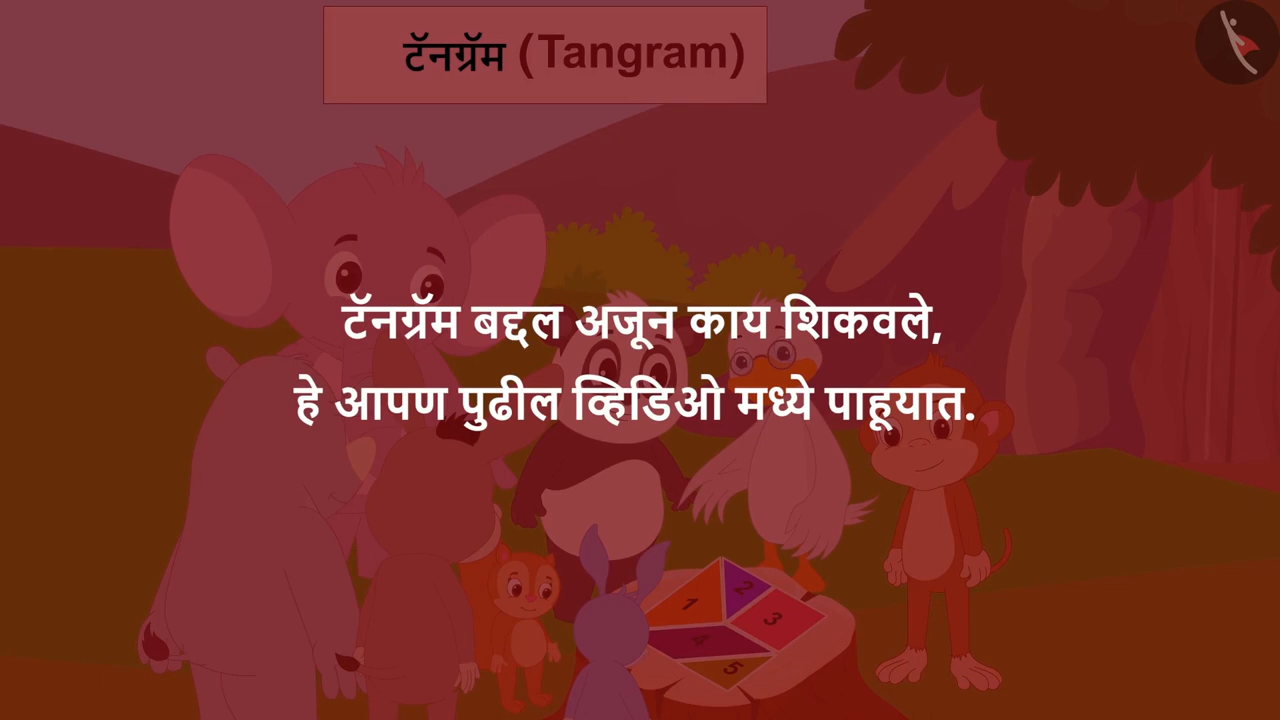 टॅनग्रॅम (Tangram)
टॅनग्रॅम बद्दल अजून काय शिकवले,
हे आपण पुढील व्हिडिओ मध्ये पाहूयात.
1
2
3
4
5